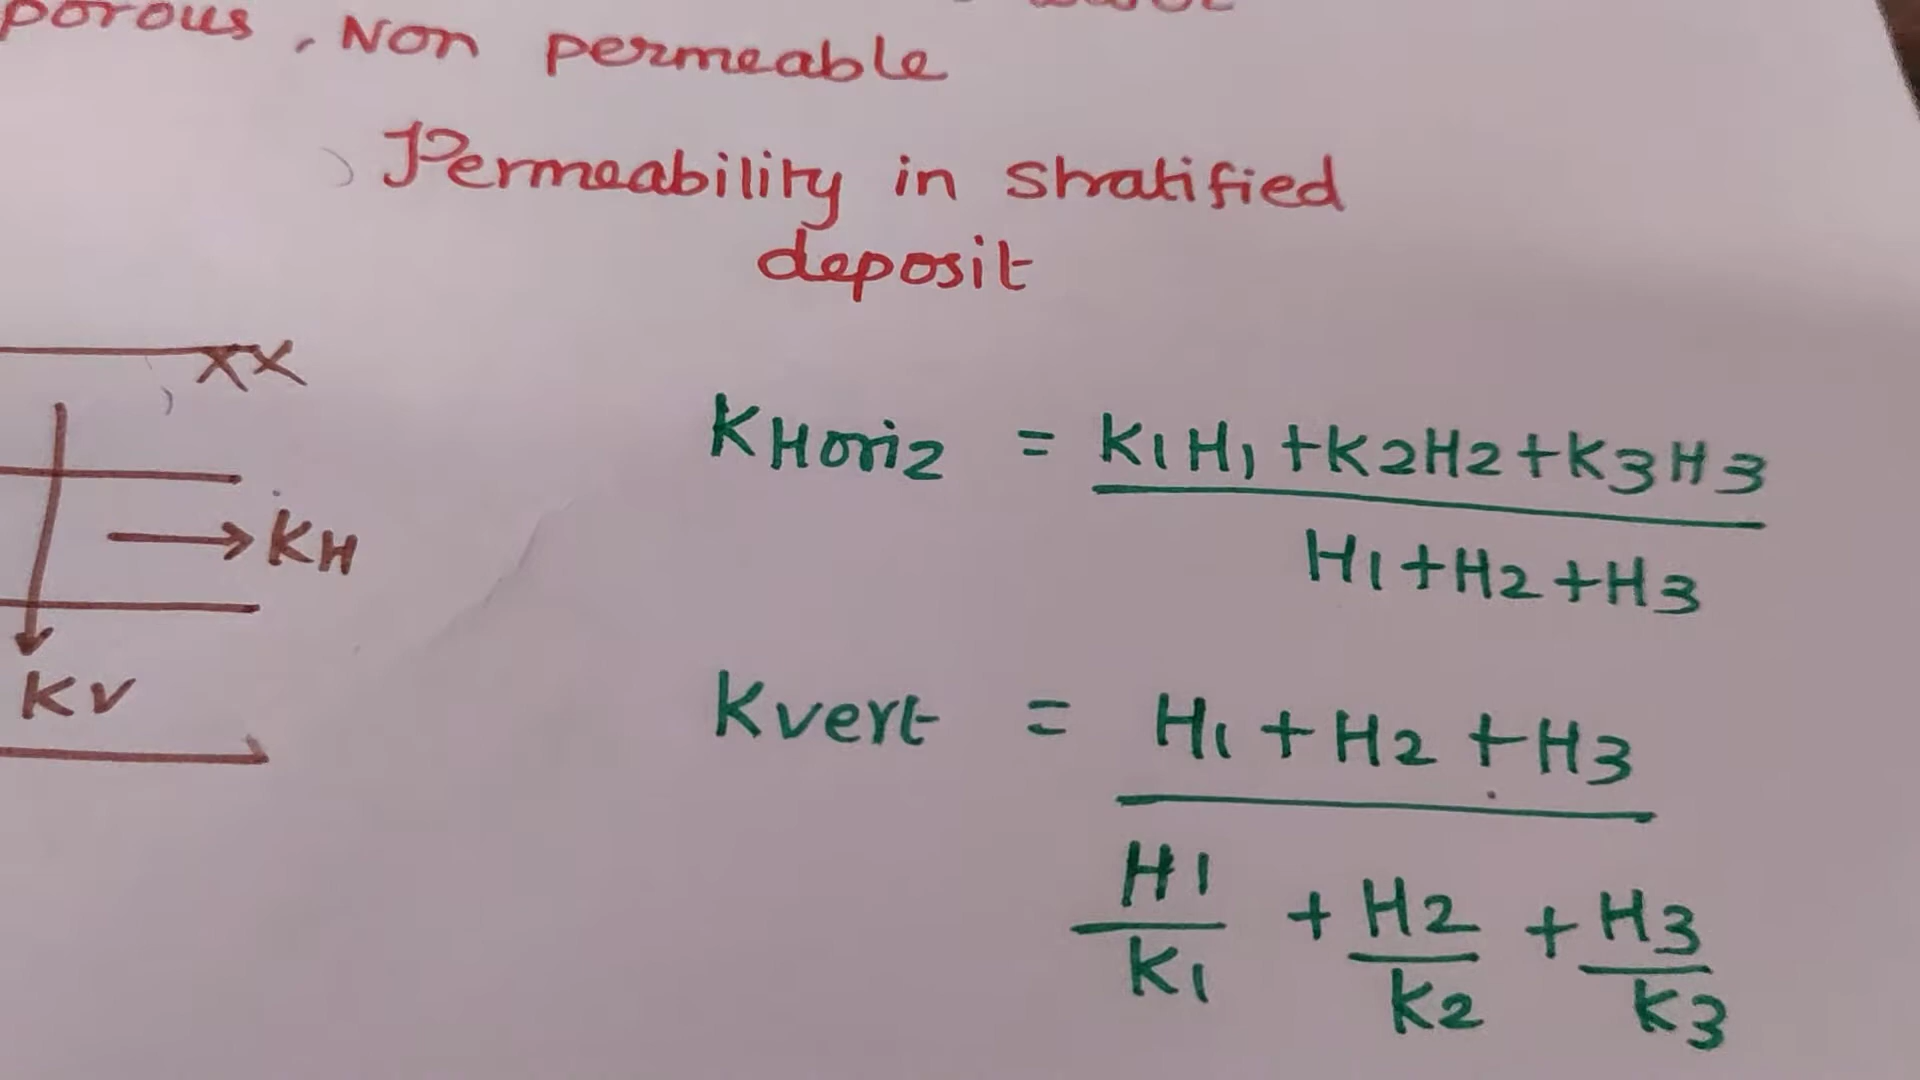 porous, Non permeable
Permeability in stratified
deposit
XX
KH
KV
KHoriz = K1H1+K2H2+K3H3
H1+H2+H3
Kvert = H1+H2+H3
H1 + H2 + H3
K1 K2 K3